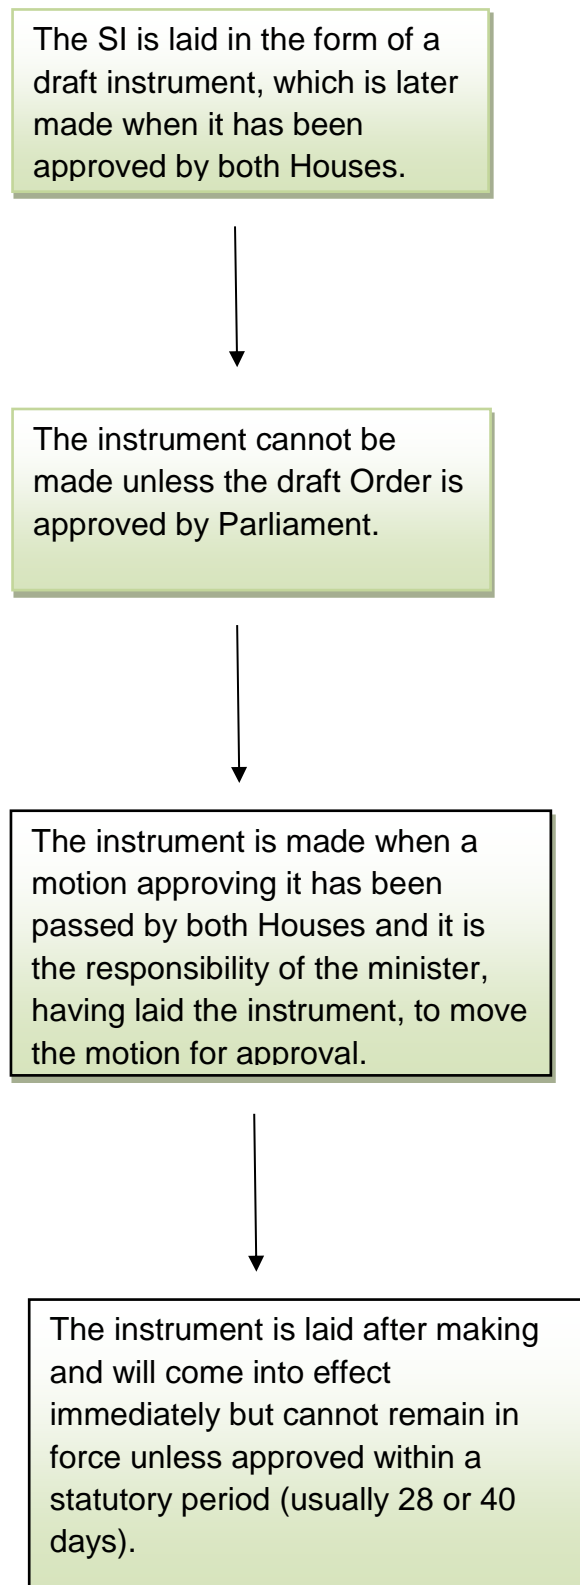 The SI is laid in the form of a
draft instrument, which is later
made when it has been
approved by both Houses.
The instrument cannot be
made unless the draft Order is
approved by Parliament.
The instrument is made when a
motion approving it has been
passed by both Houses and it is
the responsibility of the minister,
having laid the instrument, to move
the motion for approval.
The instrument is laid after making
and will come into effect
immediately but cannot remain in
force unless approved within a
statutory period (usually 28 or 40
days).